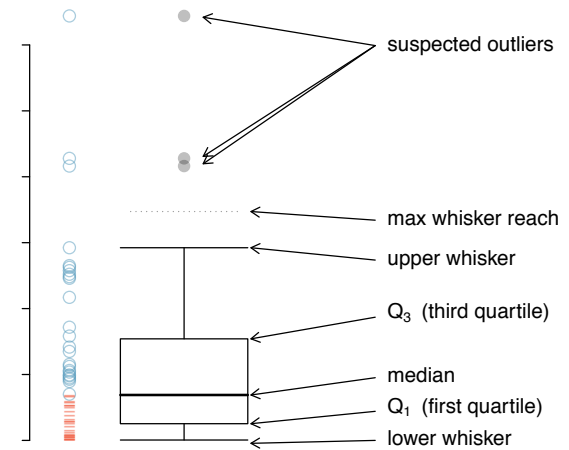 suspected outliers
max whisker reach
upper whisker
Q3 (third quartile)
median
Q1 (first quartile)
lower whisker